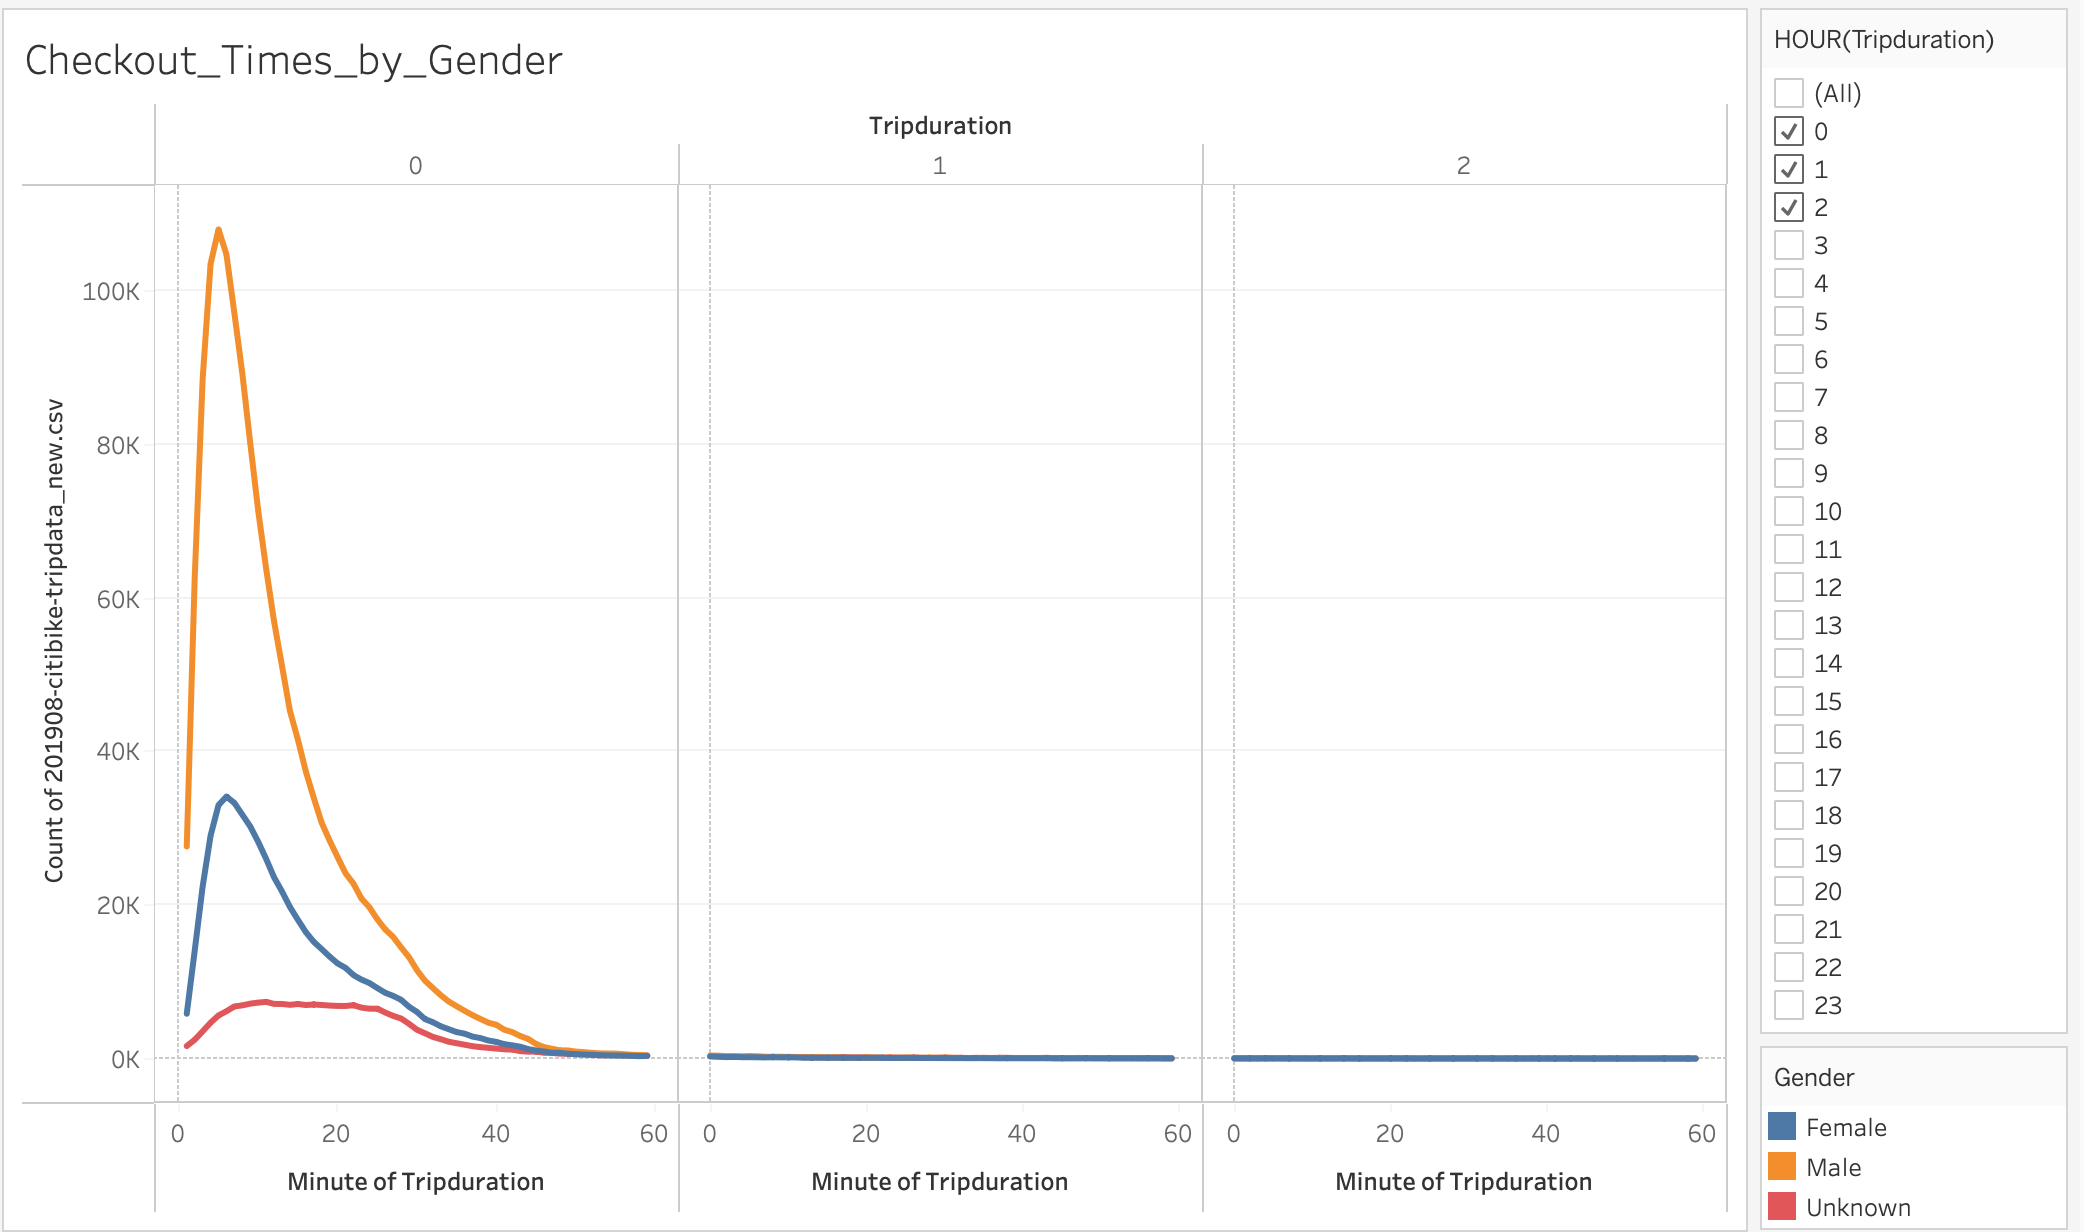 Checkout_Times_by_Gender
Tripduration
0 1 2
100K
80K
60K
40K
20K
0K
Count of 201908-citibike-tripdata_new.csv
0 20 40 60 0 20 40 60 0 20 40 60
Minute of Tripduration Minute of Tripduration Minute of Tripduration
HOUR(Tripduration)
(All)
0
1
2
3
4
5
6
7
8
9
10
11
12
13
14
15
16
17
18
19
20
21
22
23
Gender
Female
Male
Unknown